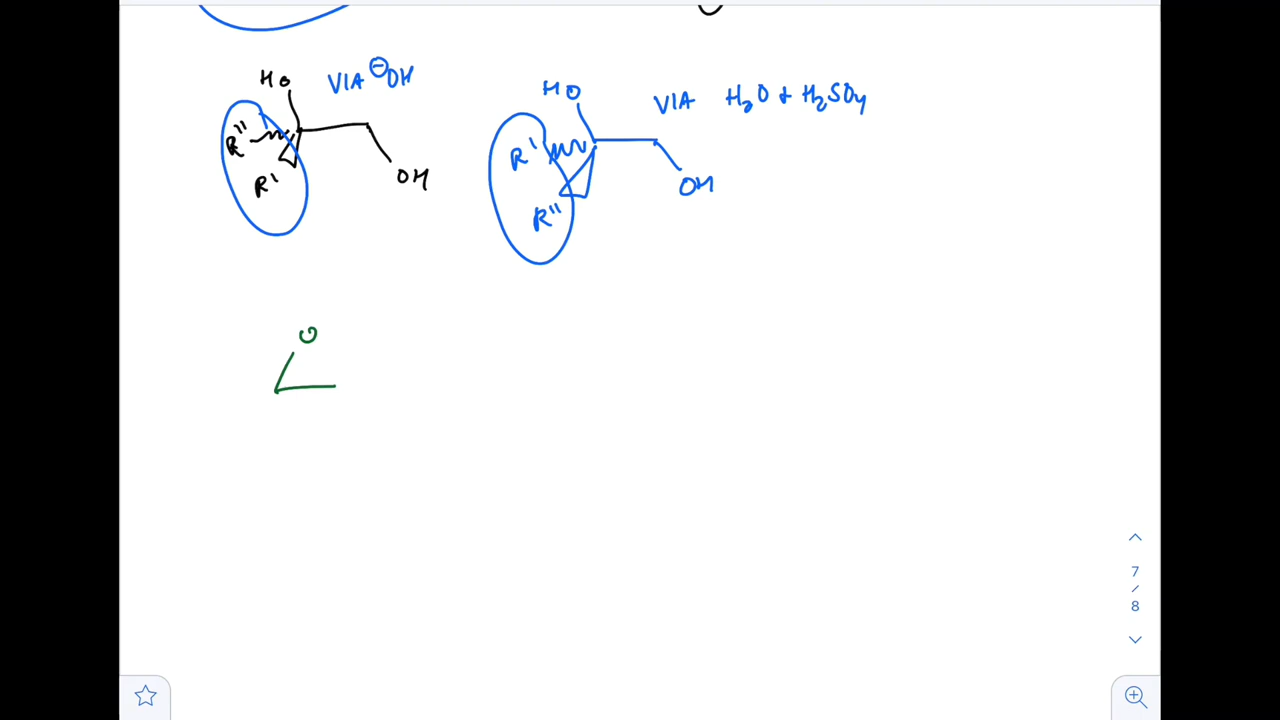 HO VIA ⊖OH
R"
R'
OH
HO VIA H₂O + H₂SO₄
R'
R"
OH
O
7
/
8